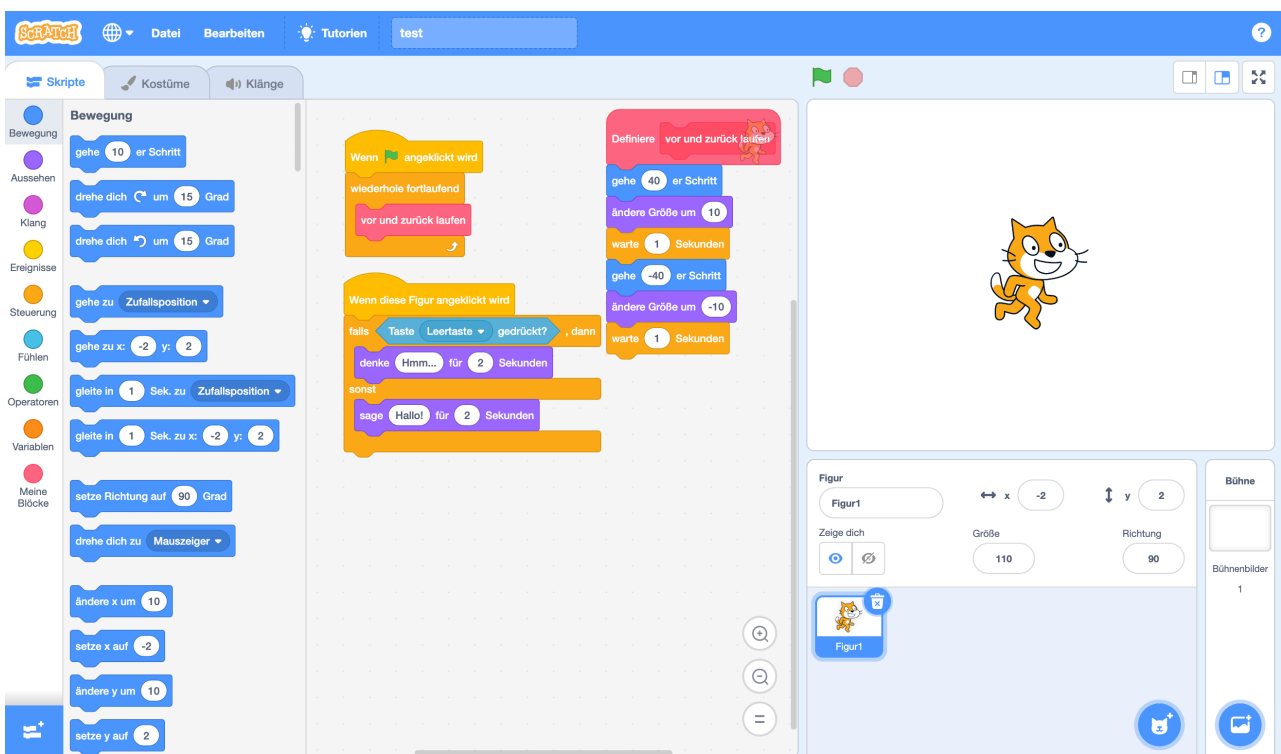 SCRATCH
Datei
Bearbeiten
Tutorien
test
?
Skripte
Kostüme
Klänge
Bewegung
Aussehen
Klang
Ereignisse
Steuerung
Fühlen
Operatoren
Variablen
Meine
Blöcke
Bewegung
gehe 10 er Schritt
drehe dich um 15 Grad
drehe dich um 15 Grad
gehe zu Zufallsposition
gehe zu x: -2 y: 2
gleite in 1 Sek. zu Zufallsposition
gleite in 1 Sek. zu x: -2 y: 2
setze Richtung auf 90 Grad
drehe dich zu Mauszeiger
ändere x um 10
setze x auf -2
ändere y um 10
setze y auf 2
Wenn angeklickt wird
wiederhole fortlaufend
vor und zurück laufen
Wenn diese Figur angeklickt wird
falls Taste Leertaste gedrückt? , dann
denke Hmm... für 2 Sekunden
sonst
sage Hallo! für 2 Sekunden
Definiere vor und zurück laufen
gehe 40 er Schritt
ändere Größe um 10
warte 1 Sekunden
gehe -40 er Schritt
ändere Größe um -10
warte 1 Sekunden
Figur
Figur1
x -2
y 2
Zeige dich
Größe
110
Richtung
90
Figur1
Bühne
Bühnenbilder
1